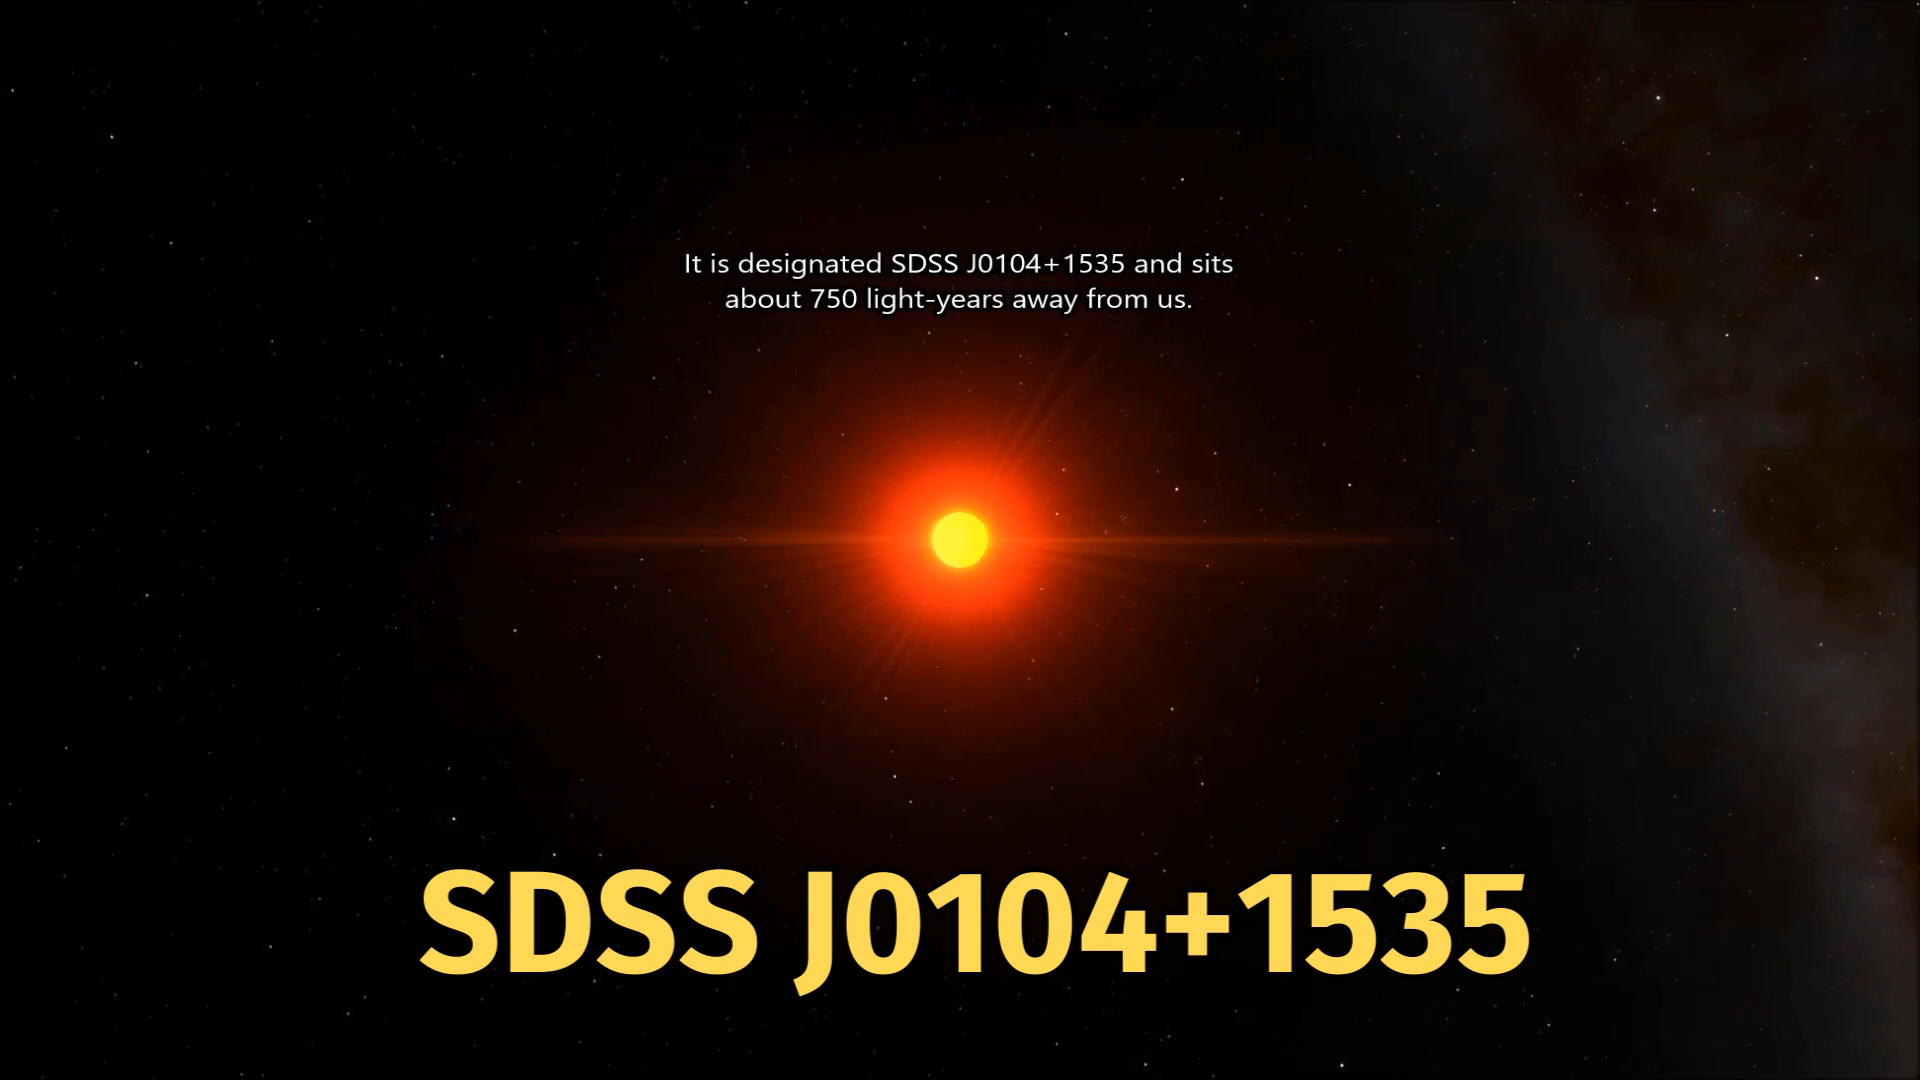 It is designated SDSS J0104+1535 and sits
about 750 light-years away from us.
SDSS J0104+1535